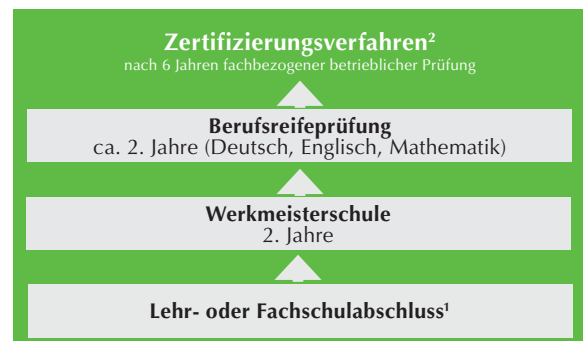 Zertifizierungsverfahren²
nach 6 Jahren fachbezogener betrieblicher Prüfung
Berufsreifeprüfung
ca. 2. Jahre (Deutsch, Englisch, Mathematik)
Werkmeisterschule
2. Jahre
Lehr- oder Fachschulabschluss¹